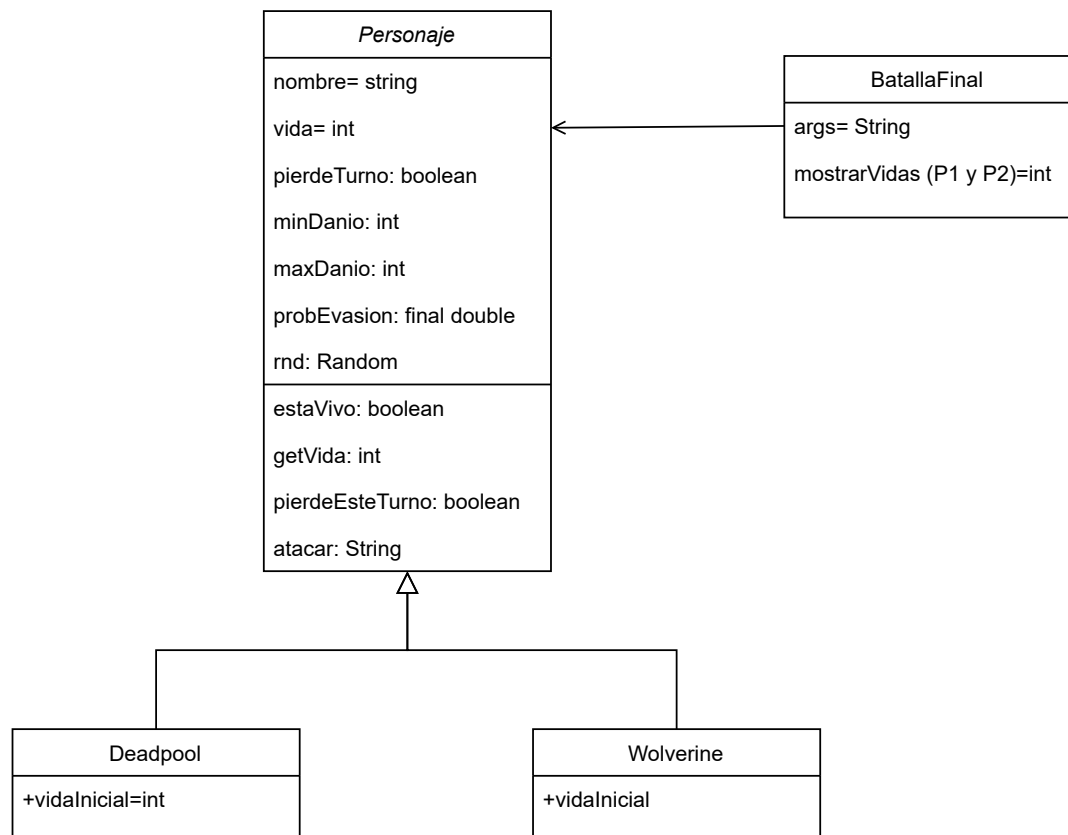 Personaje
nombre= string
vida= int
pierdeTurno: boolean
minDanio: int
maxDanio: int
probEvasion: final double
rnd: Random
estaVivo: boolean
getVida: int
pierdeEsteTurno: boolean
atacar: String
BatallaFinal
args= String
mostrarVidas (P1 y P2)=int
Deadpool
+vidaInicial=int
Wolverine
+vidaInicial